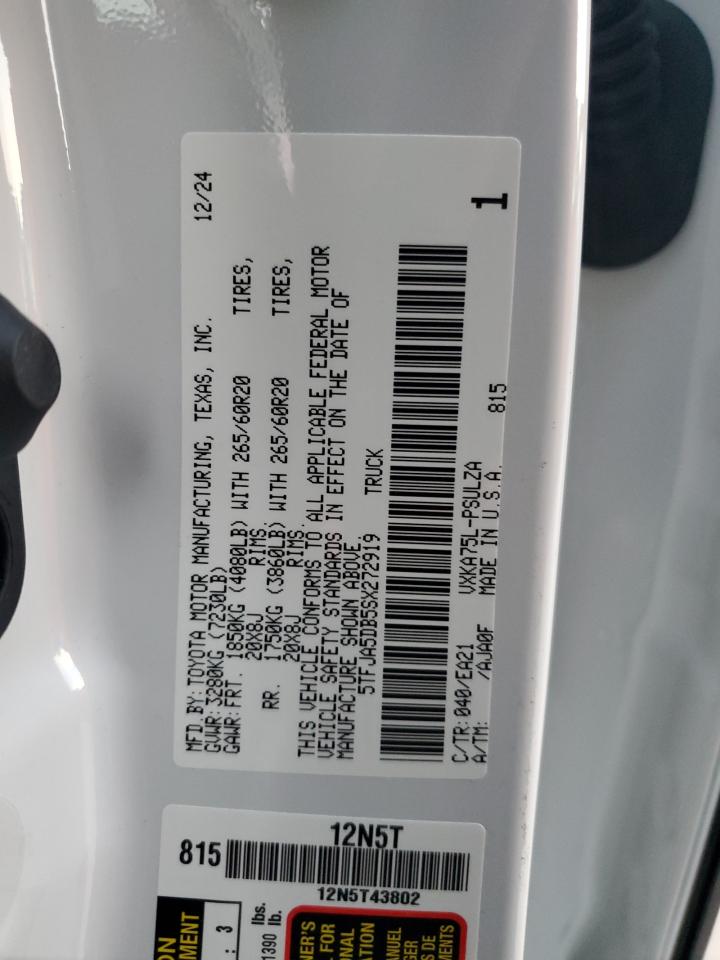 MFD BY: TOYOTA MOTOR MANUFACTURING, TEXAS, INC. 12/24
GVWR: 3280KG (7230LB)
GAWR: FRT. 1850KG (4080LB) WITH 265/60R20 TIRES,
20X8J RIMS,
RR. 1750KG (3860LB) WITH 265/60R20 TIRES,
20X8J RIMS.
THIS VEHICLE CONFORMS TO ALL APPLICABLE FEDERAL MOTOR
VEHICLE SAFETY STANDARDS IN EFFECT ON THE DATE OF
MANUFACTURE SHOWN ABOVE.
5TFJA5DB5SX272919 TRUCK
C/TR: 040/EA21 VXKA75L-PSULZA
A/TM: /AJA0F MADE IN U.S.A. 815
1
815 12N5T
12N5T43802
: 3
lbs.
1390 lb.